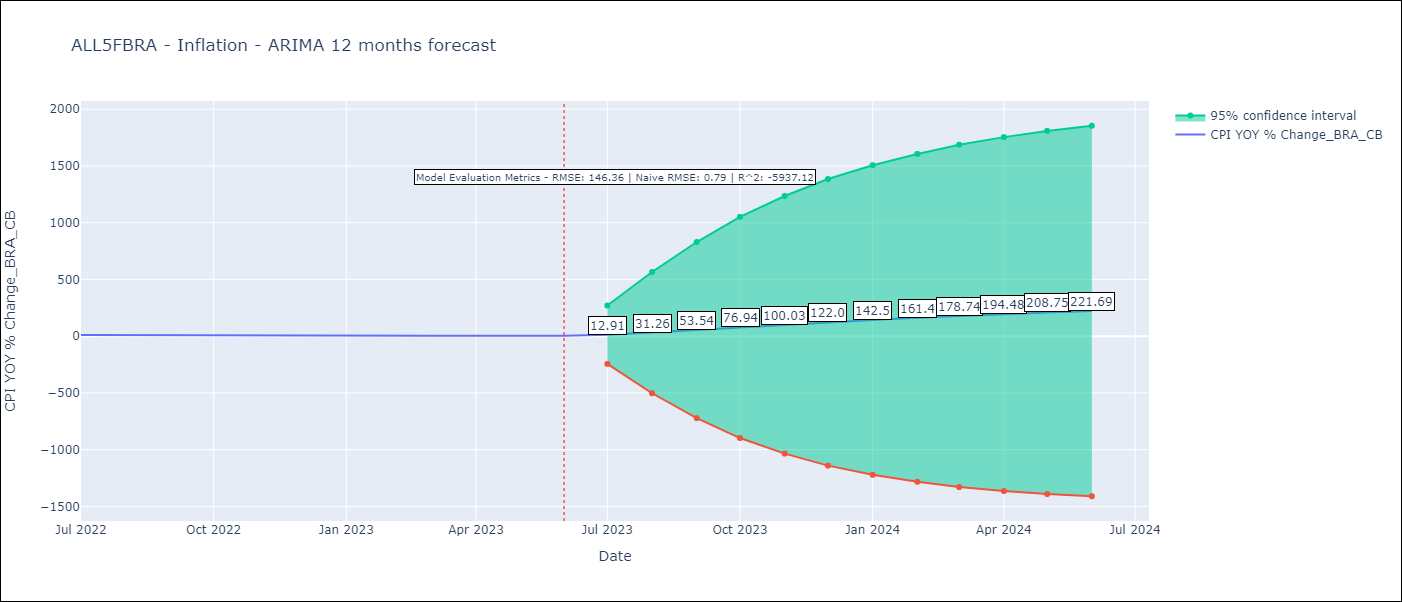 ALL5FBRA - Inflation - ARIMA 12 months forecast
95% confidence interval
CPI YOY % Change_BRA_CB
CPI YOY % Change_BRA_CB
2000
1500
1000
500
0
−500
−1000
−1500
Model Evaluation Metrics - RMSE: 146.36 | Naive RMSE: 0.79 | R^2: -5937.12
12.91
31.26
53.54
76.94
100.03
122.0
142.5
161.4
178.74
194.48
208.75
221.69
Jul 2022
Oct 2022
Jan 2023
Apr 2023
Jul 2023
Oct 2023
Jan 2024
Apr 2024
Jul 2024
Date